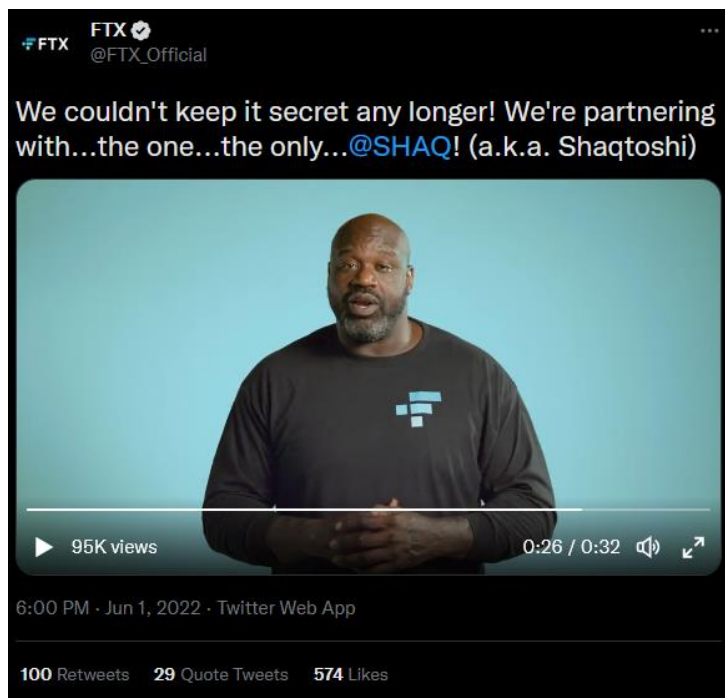 FTX
FTX
@FTX_Official
We couldn't keep it secret any longer! We're partnering
with...the one...the only...@SHAQ! (a.k.a. Shaqtoshi)
95K views
0:26 / 0:32
6:00 PM · Jun 1, 2022 · Twitter Web App
100 Retweets 29 Quote Tweets 574 Likes